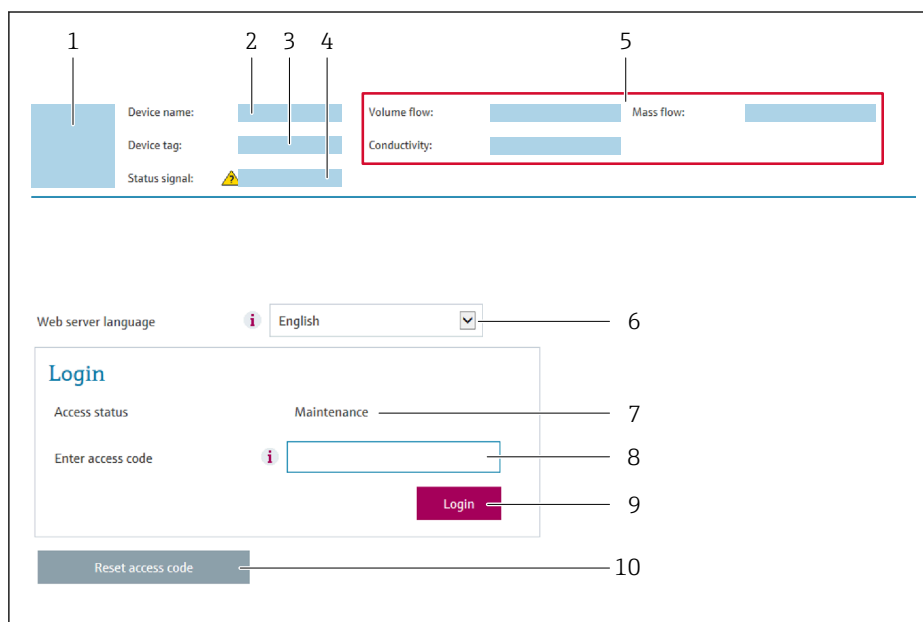 1 2 3 4 5
Device name: Volume flow: Mass flow:
Device tag: Conductivity:
Status signal: ?
Web server language i English 6
Login
Access status Maintenance 7
Enter access code i 8
Login 9
Reset access code 10